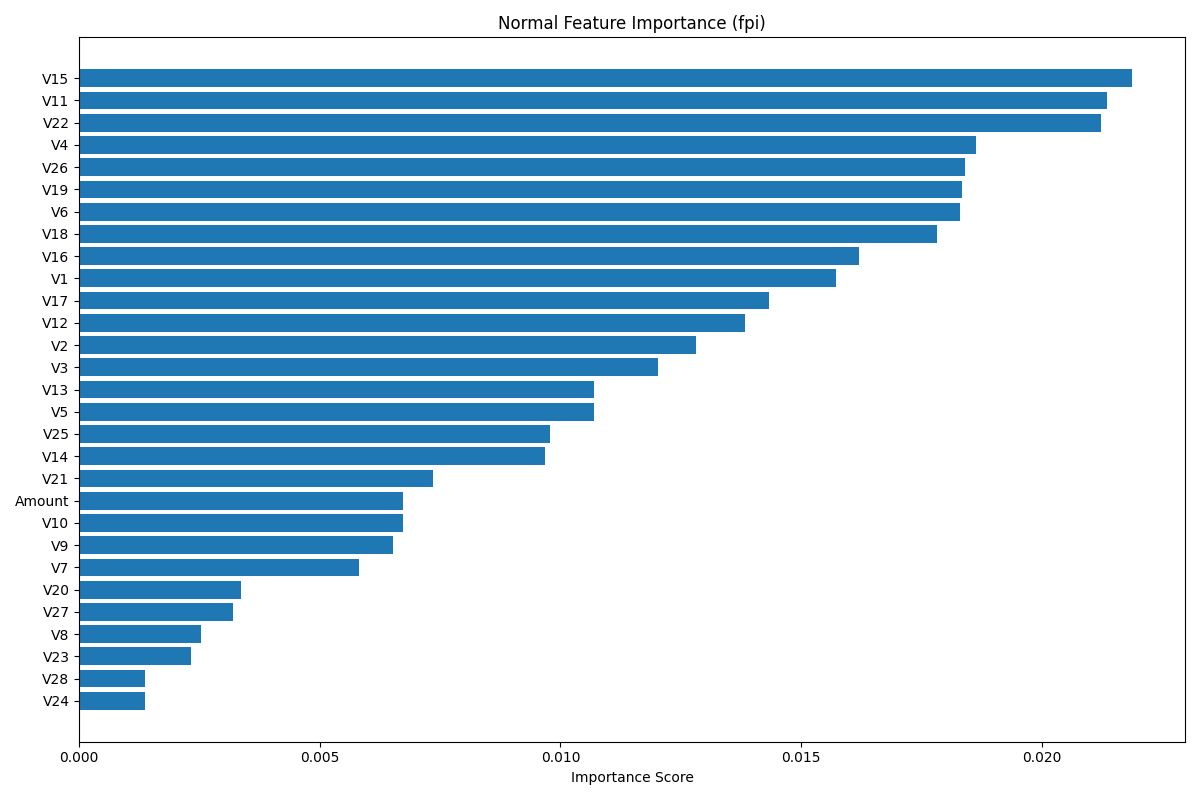 Normal Feature Importance (fpi)
V15
V11
V22
V4
V26
V19
V6
V18
V16
V1
V17
V12
V2
V3
V13
V5
V25
V14
V21
Amount
V10
V9
V7
V20
V27
V8
V23
V28
V24
0.000 0.005 0.010 0.015 0.020
Importance Score